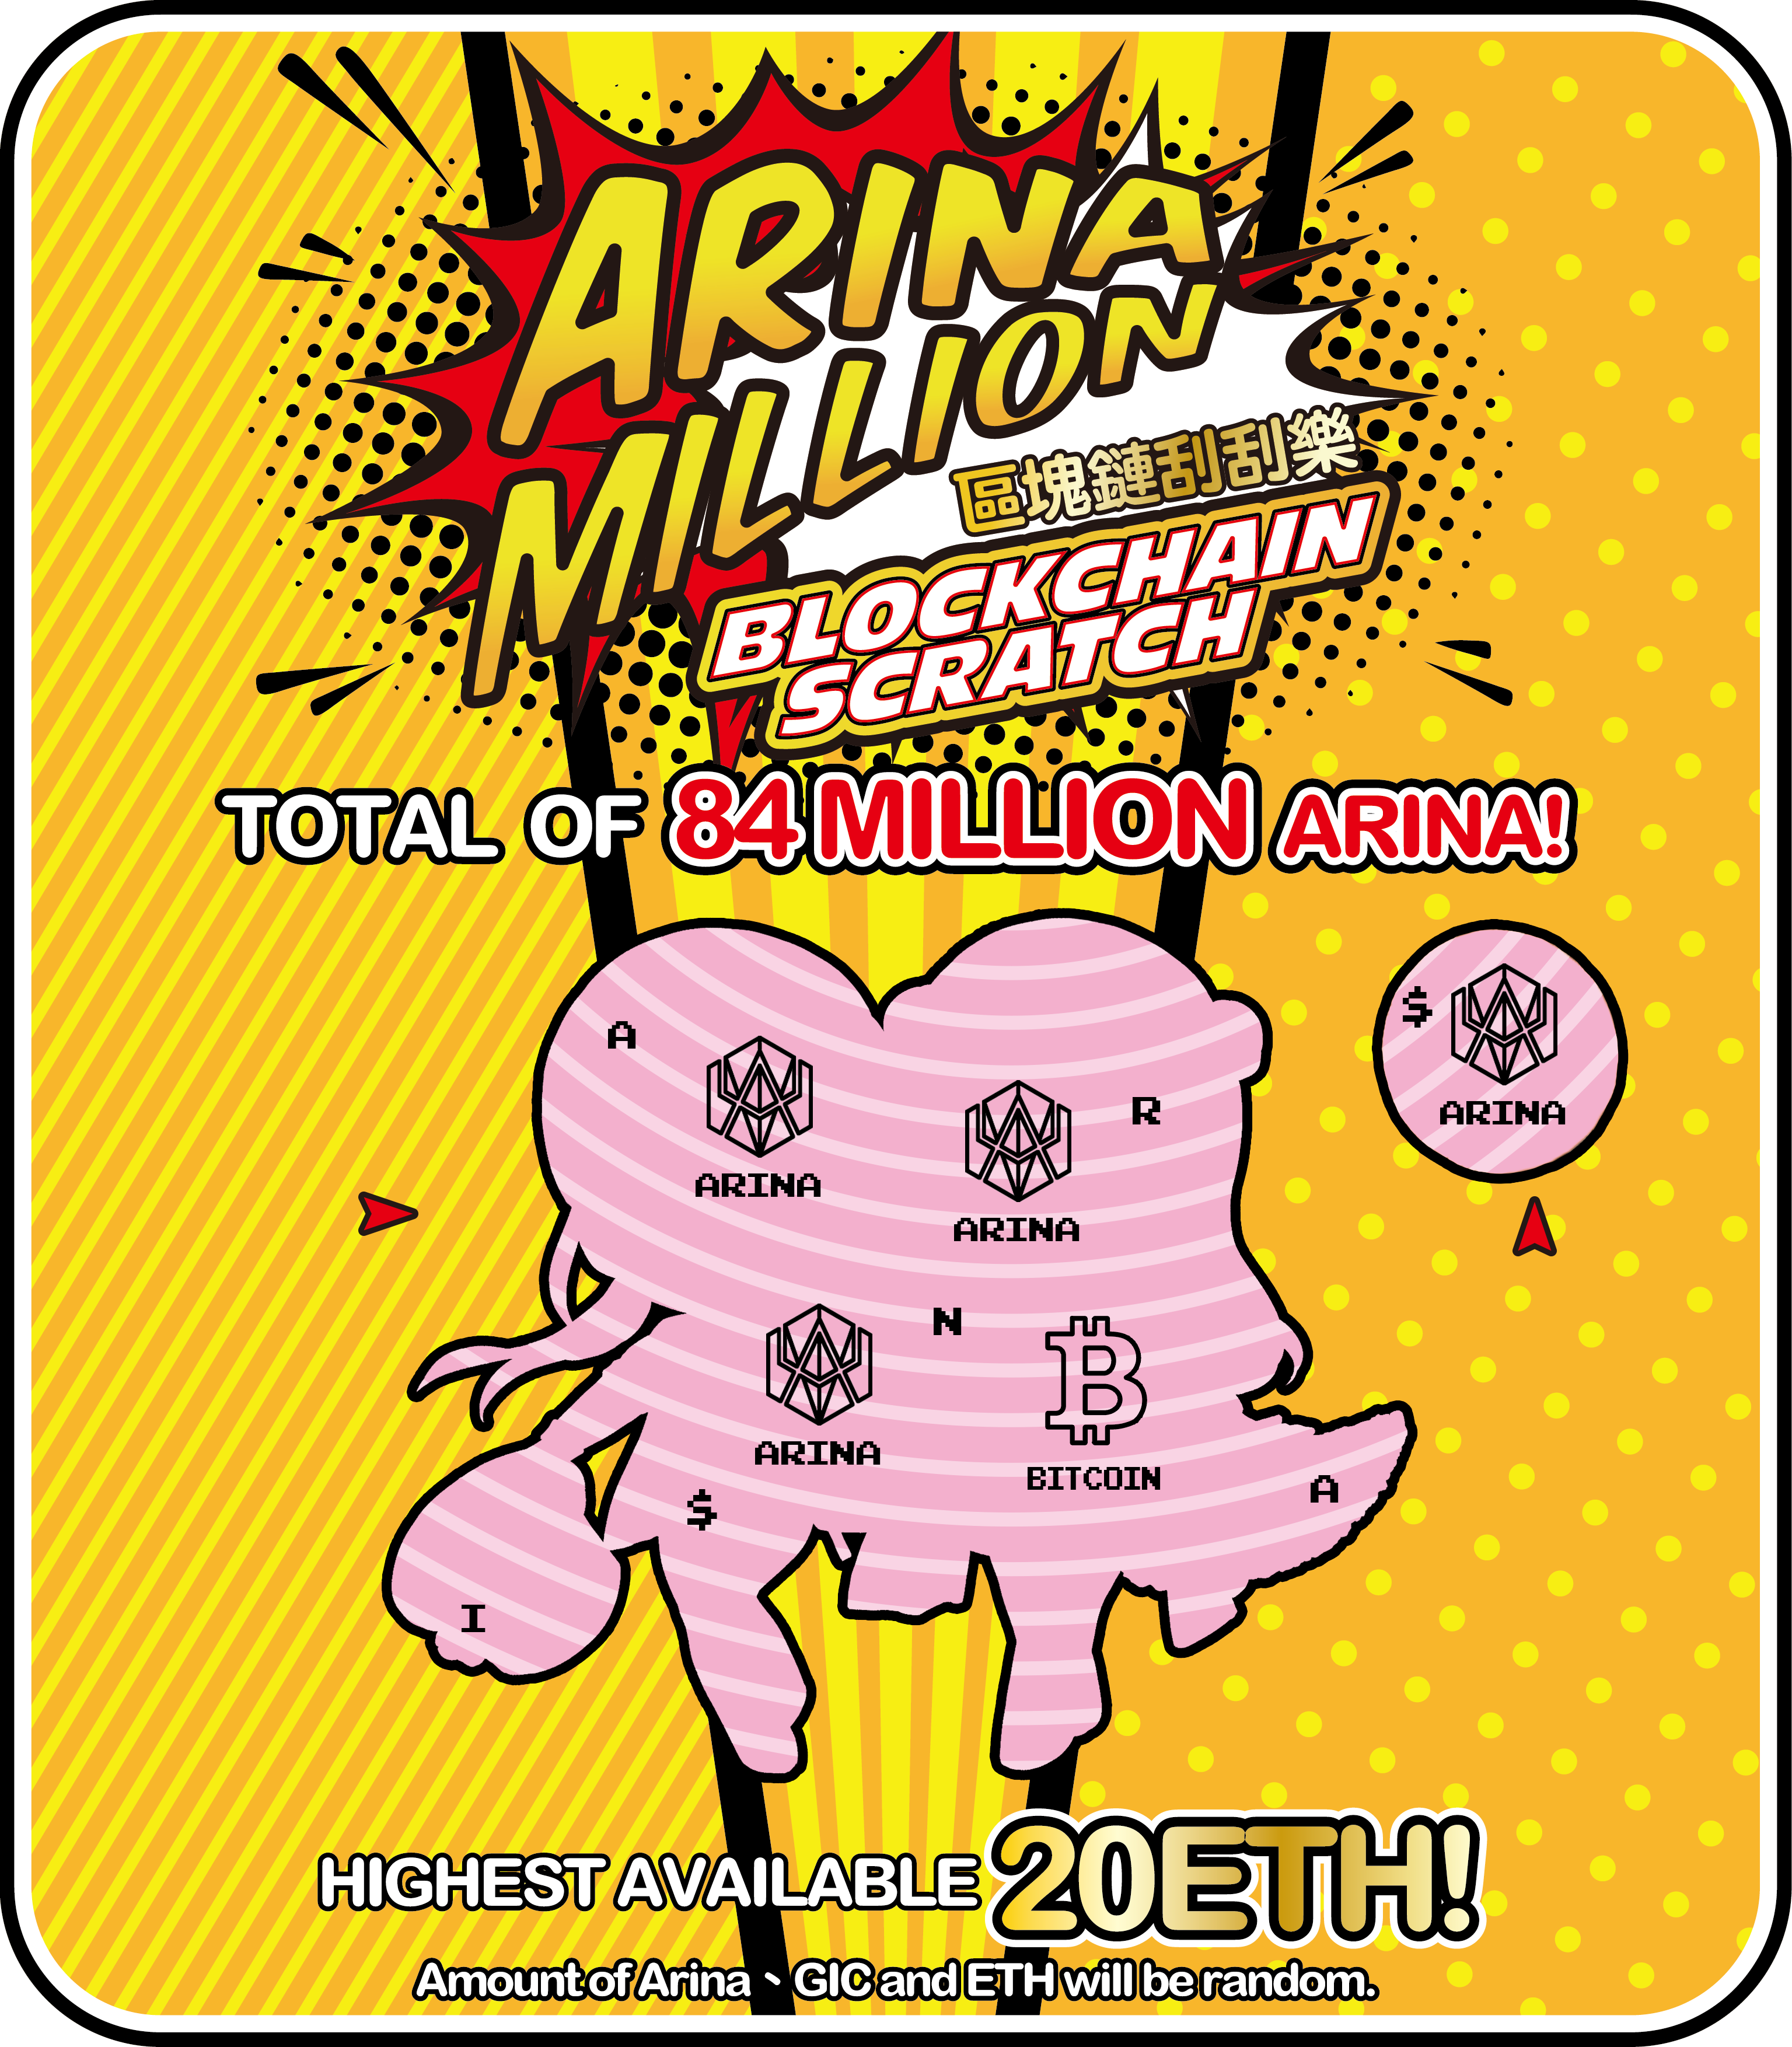 ARINA
MILLION
區塊鏈刮刮樂
BLOCKCHAIN
SCRATCH
TOTAL OF 84 MILLION ARINA!
A
ARINA
R
ARINA
$
ARINA
N
ARINA
BITCOIN
$
A
I
HIGHEST AVAILABLE 20ETH!
Amount of Arina、GIC and ETH will be random.